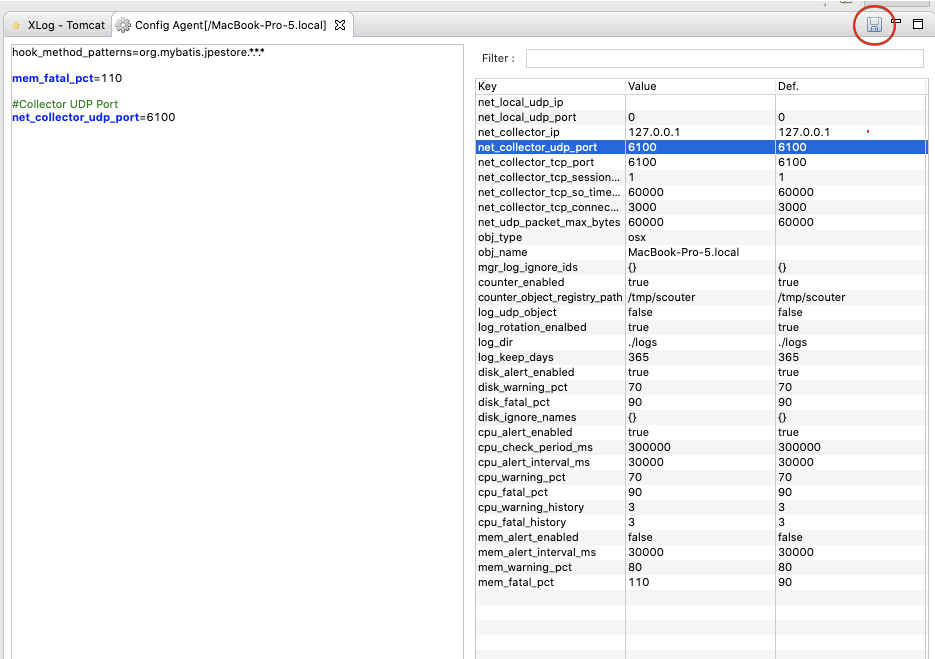 XLog - Tomcat Config Agent[/MacBook-Pro-5.local]
hook_method_patterns=org.mybatis.jpestore.*.*
mem_fatal_pct=110
#Collector UDP Port
net_collector_udp_port=6100
Filter :
Key Value Def.
net_local_udp_ip
net_local_udp_port 0 0
net_collector_ip 127.0.0.1 127.0.0.1
net_collector_udp_port 6100 6100
net_collector_tcp_port 6100 6100
net_collector_tcp_session... 1 1
net_collector_tcp_so_time... 60000 60000
net_collector_tcp_connec... 3000 3000
net_udp_packet_max_bytes 60000 60000
obj_type osx
obj_name MacBook-Pro-5.local
mgr_log_ignore_ids {} {}
counter_enabled true true
counter_object_registry_path /tmp/scouter /tmp/scouter
log_udp_object false false
log_rotation_enalbed true true
log_dir ./logs ./logs
log_keep_days 365 365
disk_alert_enabled true true
disk_warning_pct 70 70
disk_fatal_pct 90 90
disk_ignore_names {} {}
cpu_alert_enabled true true
cpu_check_period_ms 300000 300000
cpu_alert_interval_ms 30000 30000
cpu_warning_pct 70 70
cpu_fatal_pct 90 90
cpu_warning_history 3 3
cpu_fatal_history 3 3
mem_alert_enabled false false
mem_alert_interval_ms 30000 30000
mem_warning_pct 80 80
mem_fatal_pct 110 90